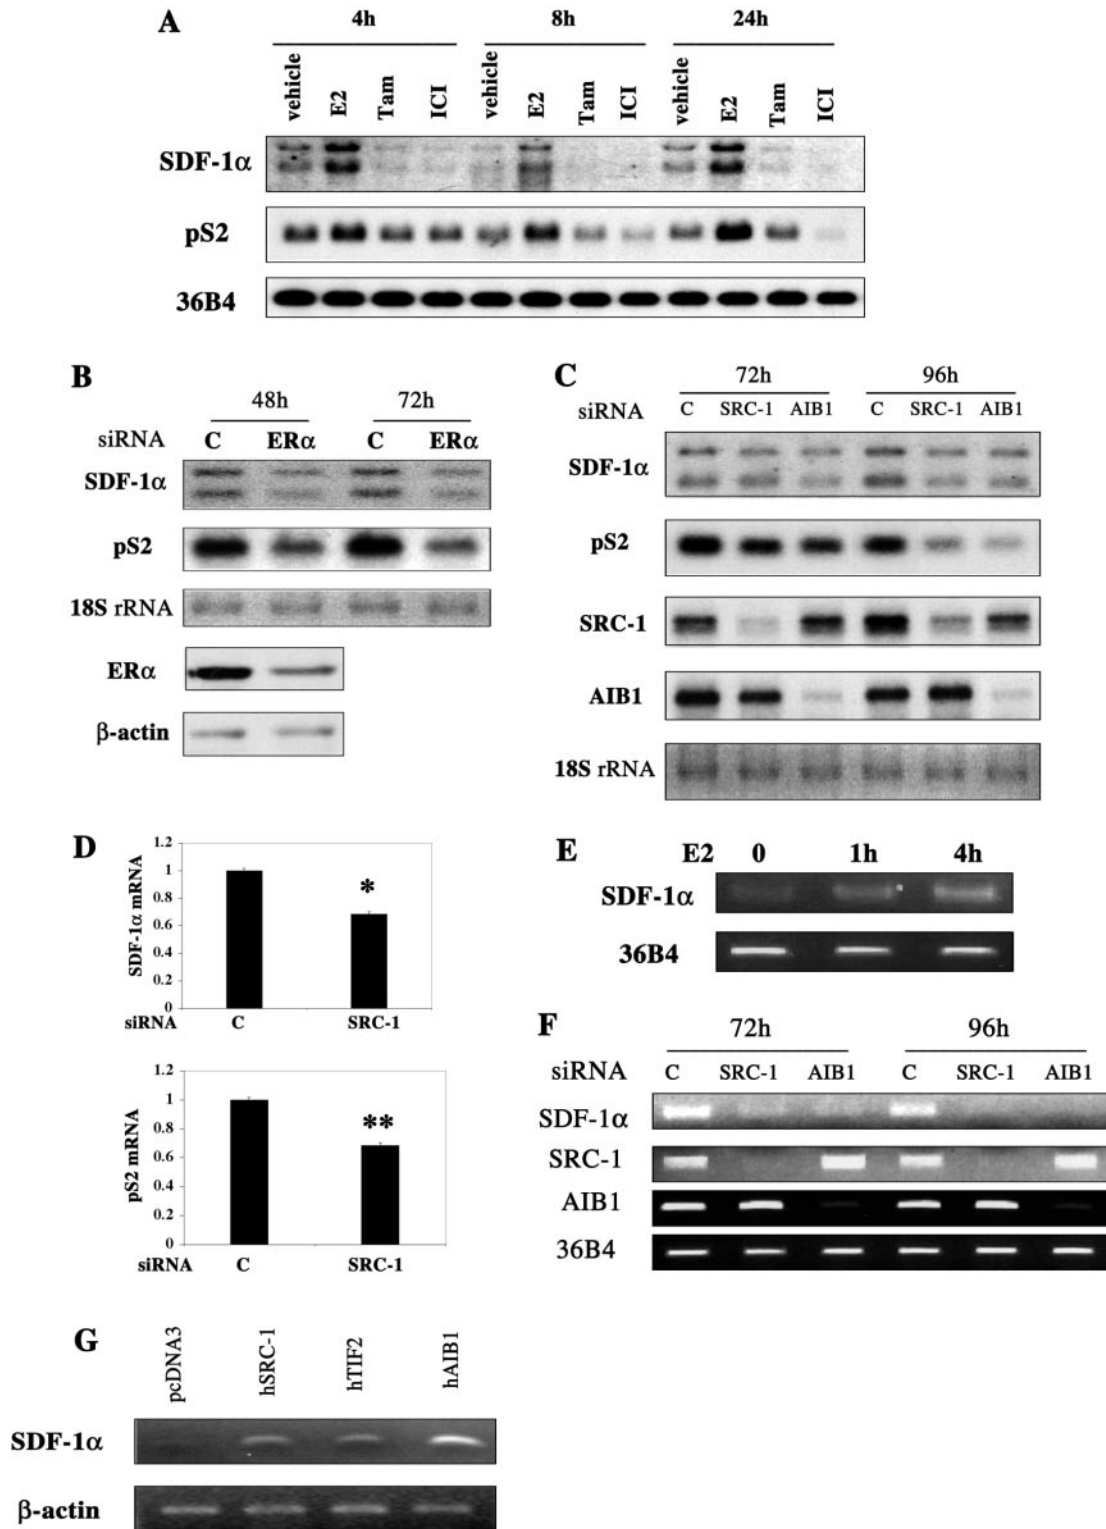 A
4h 8h 24h
vehicle E2 Tam ICI vehicle E2 Tam ICI vehicle E2 Tam ICI
SDF-1α
pS2
36B4
B
48h 72h
siRNA C ERα C ERα
SDF-1α
pS2
18S rRNA
ERα
β-actin
C
72h 96h
siRNA C SRC-1 AIB1 C SRC-1 AIB1
SDF-1α
pS2
SRC-1
AIB1
18S rRNA
D
SDF-1α mRNA
1.2
1
0.8
0.6
0.4
0.2
0
*
siRNA C SRC-1
pS2 mRNA
1.2
1
0.8
0.6
0.4
0.2
0
**
siRNA C SRC-1
E
E2 0 1h 4h
SDF-1α
36B4
F
72h 96h
siRNA C SRC-1 AIB1 C SRC-1 AIB1
SDF-1α
SRC-1
AIB1
36B4
G
pcDNA3 hSRC-1 hTIF2 hAIB1
SDF-1α
β-actin